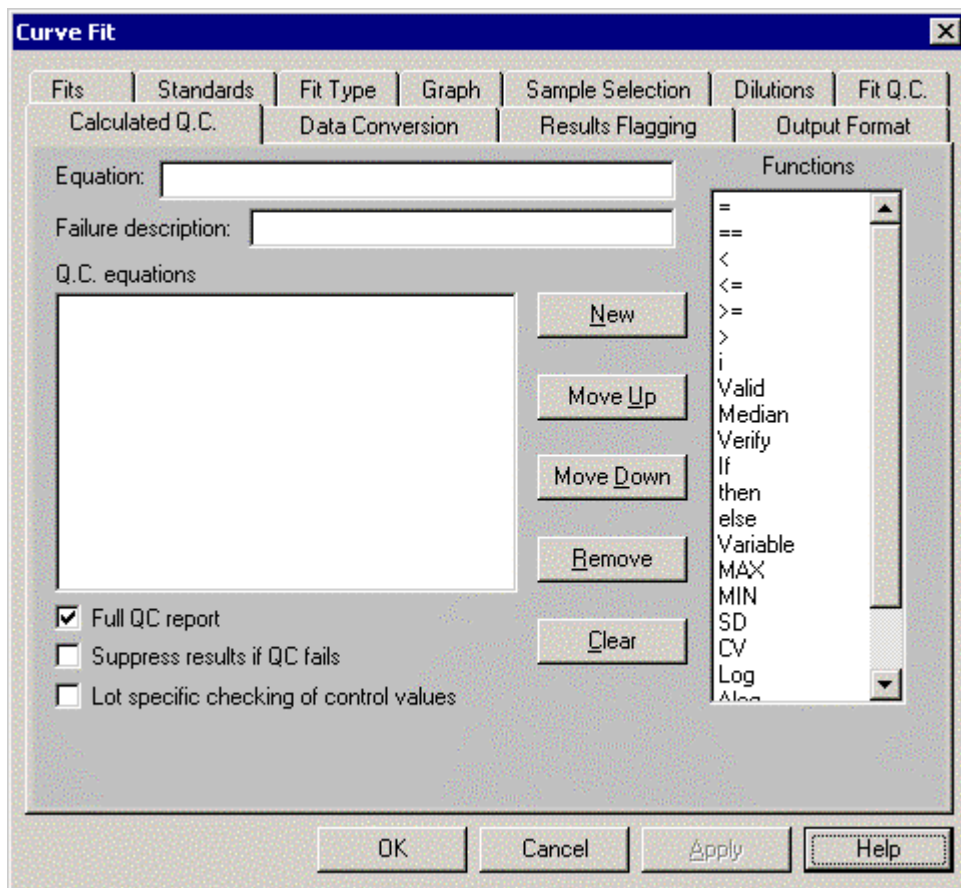 Curve Fit
Fits Standards Fit Type Graph Sample Selection Dilutions Fit Q.C.
Calculated Q.C. Data Conversion Results Flagging Output Format
Equation:
Failure description:
Q.C. equations
New
Move Up
Move Down
Remove
Clear
Full QC report
Suppress results if QC fails
Lot specific checking of control values
Functions
=
==
<
<=
>=
>
i
Valid
Median
Verify
If
then
else
Variable
MAX
MIN
SD
CV
Log
Alog
OK Cancel Apply Help